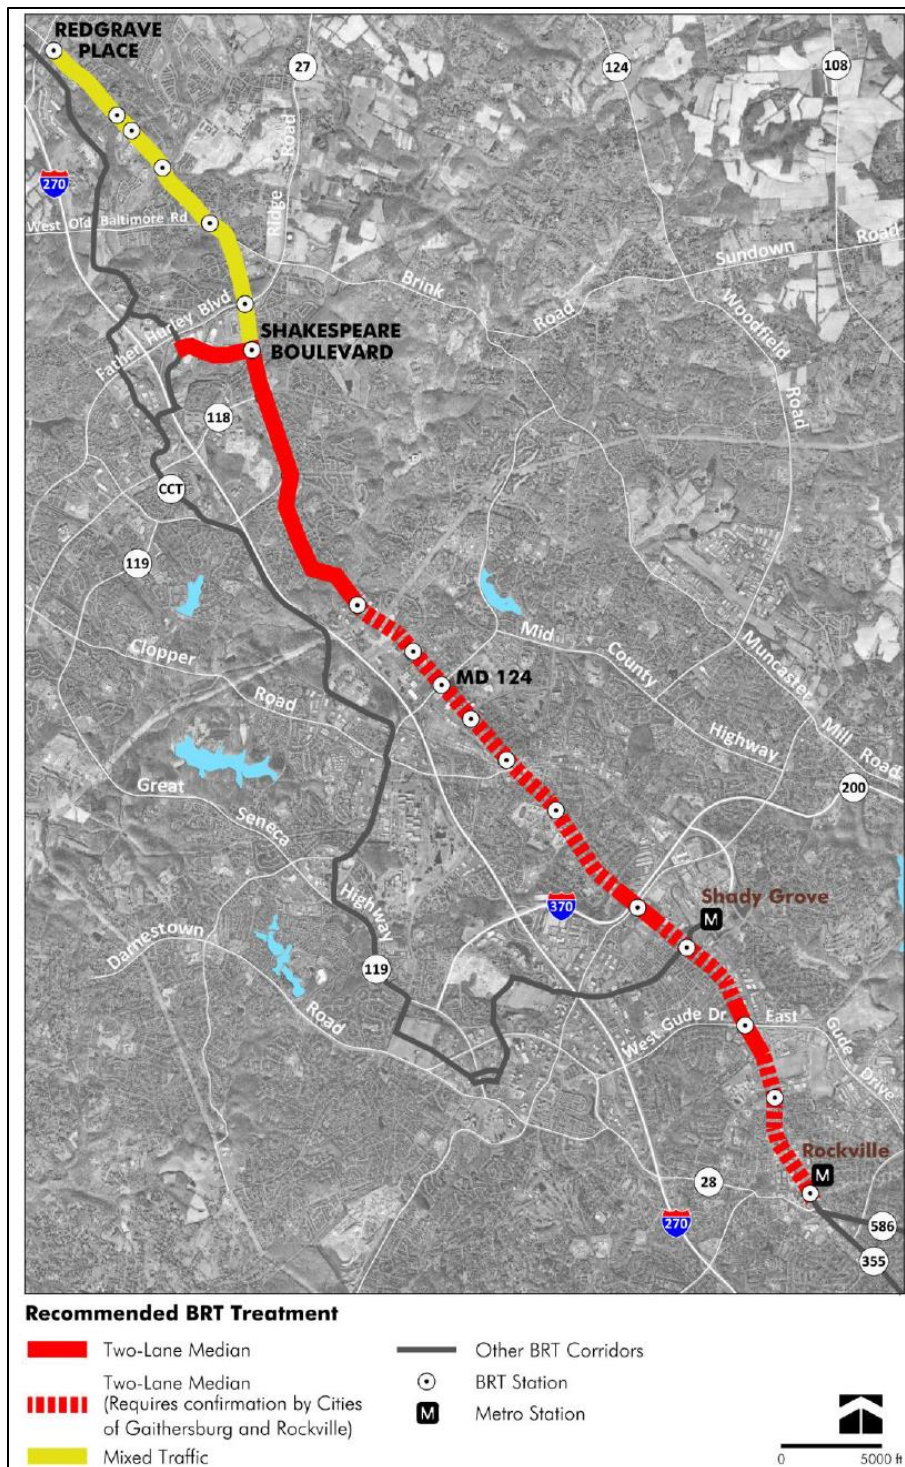 REDGRAVE
PLACE
27
124
108
270
Ridge Road
West Old Baltimore Rd
Brink Road
Sundown Road
Father Hurley Blvd
SHAKESPEARE
BOULEVARD
Woodfield Road
118
CCT
119
Clopper Road
Mid County Highway
MD 124
Muncaster Mill Road
Great Seneca Highway
200
Shady Grove
M
370
Darnestown Road
119
West Gude Dr
East Gude Drive
Rockville
M
28
270
586
355
Recommended BRT Treatment
Two-Lane Median
Two-Lane Median
(Requires confirmation by Cities
of Gaithersburg and Rockville)
Mixed Traffic
Other BRT Corridors
BRT Station
M Metro Station
0 5000 ft